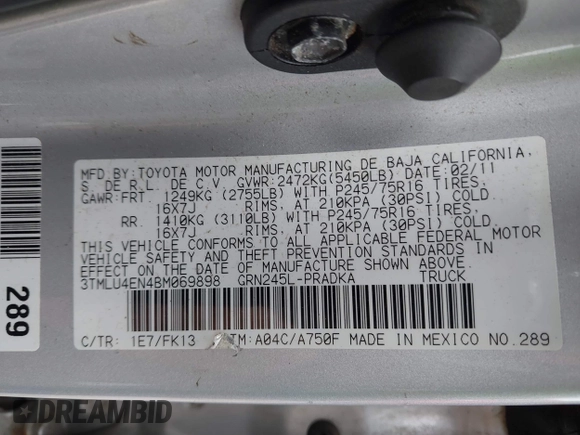 MFD.BY:TOYOTA MOTOR MANUFACTURING DE BAJA CALIFORNIA,
S. DE R.L. DE C.V. GVWR:2472KG(5450LB) DATE:02/11
GAWR:FRT. 1249KG (2755LB) WITH P245/75R16 TIRES,
16X7J RIMS. AT 210KPA (30PSI) COLD
RR. 1410KG (3110LB) WITH P245/75R16 TIRES,
16X7J RIMS. AT 210KPA (30PSI) COLD
THIS VEHICLE CONFORMS TO ALL APPLICABLE FEDERAL MOTOR
VEHICLE SAFETY AND THEFT PREVENTION STANDARDS IN
EFFECT ON THE DATE OF MANUFACTURE SHOWN ABOVE.
3TMLU4EN4BM069898 GRN245L-PRADKA TRUCK
C/TR: 1E7/FK13 TM:A04C/A750F MADE IN MEXICO NO.289
289
DREAMBID